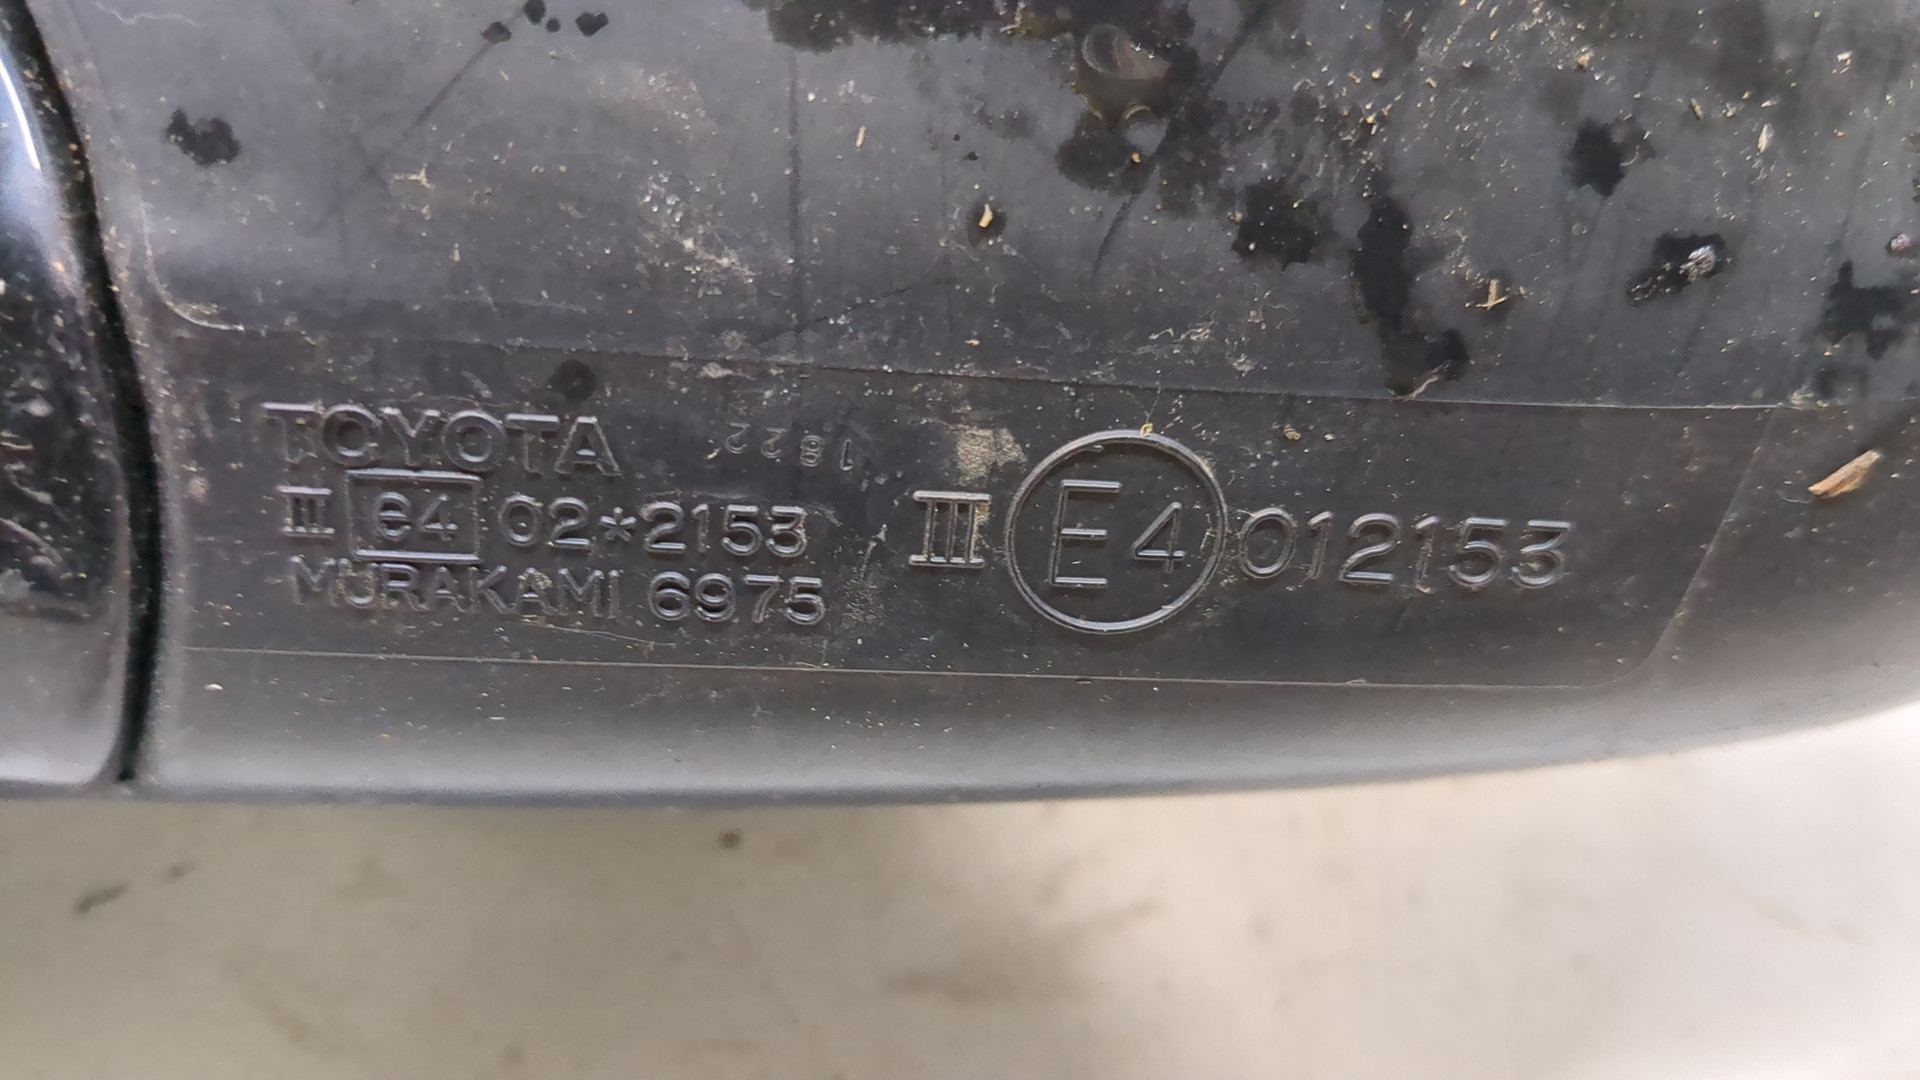 TOYOTA
III e4 02*2153
MURAKAMI 6975
1822
III E4 012153